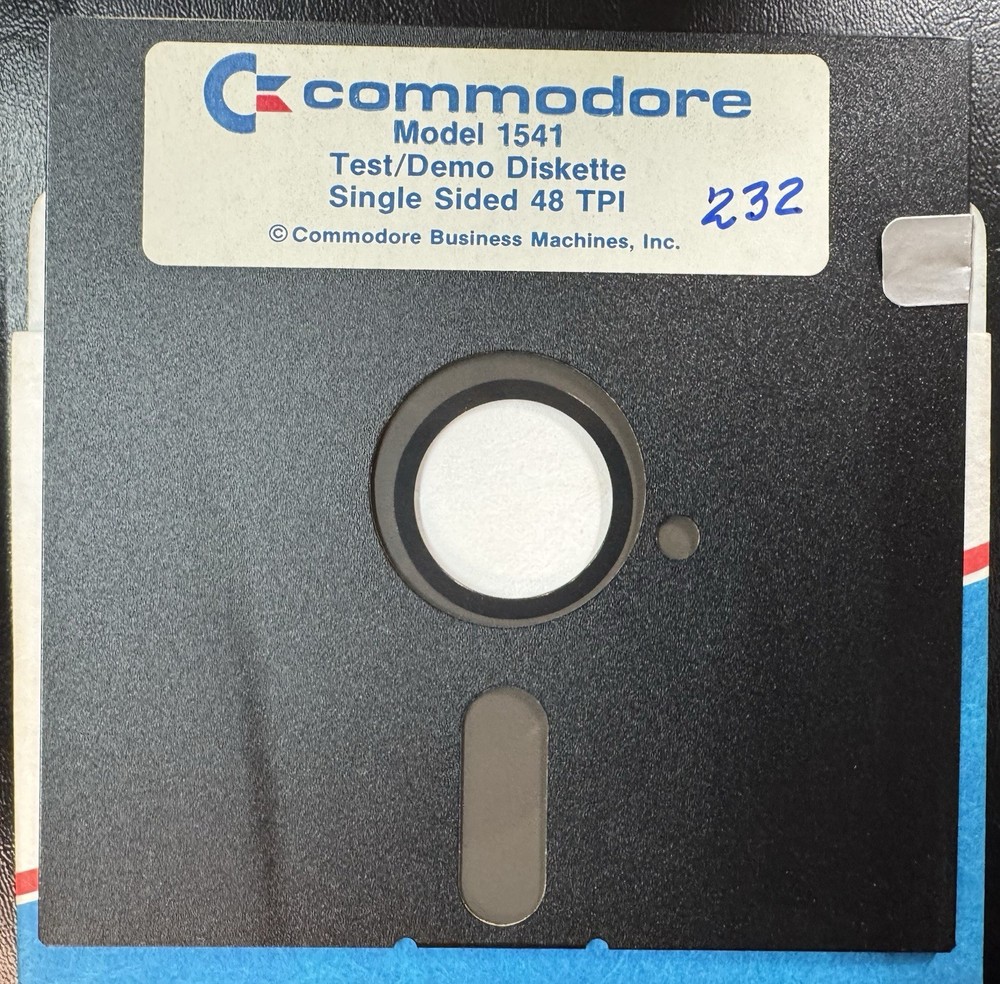 commodore
Model 1541
Test/Demo Diskette
Single Sided 48 TPI
232
© Commodore Business Machines, Inc.